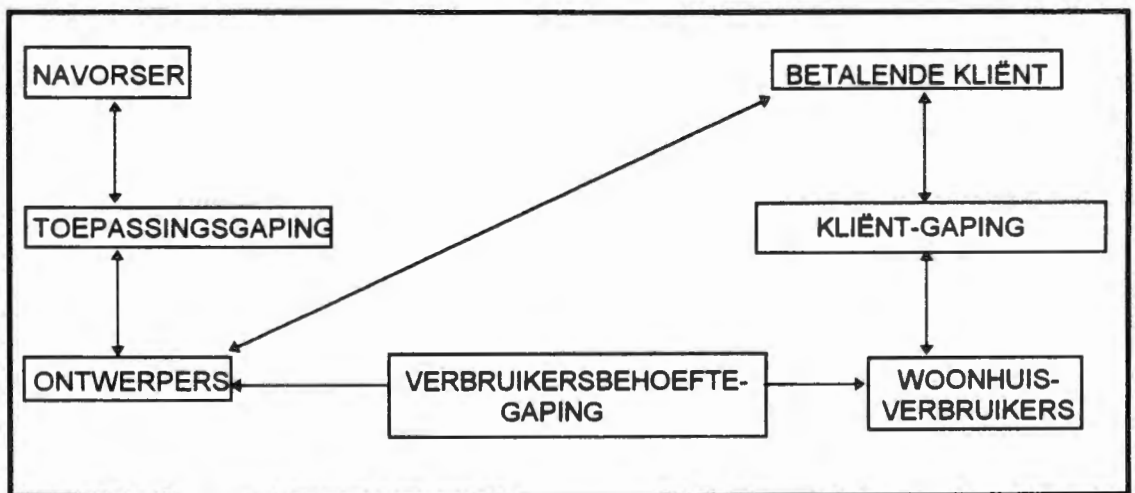 NAVORSER
BETALENDE KLIËNT
TOEPASSINGSGAPING
KLIËNT-GAPING
ONTWERPERS
VERBRUIKERSBEHOEFTE-
GAPING
WOONHUIS-
VERBRUIKERS